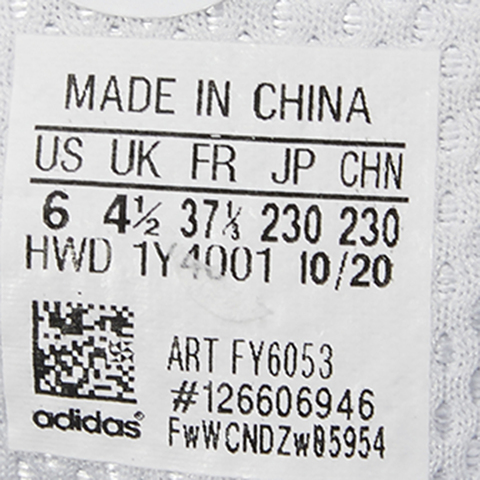 MADE IN CHINA
US UK FR JP CHN
6 4½ 37⅓ 230 230
HWD 1Y4001 10/20
ART FY6053
#126606946
adidas®
FwWCNDZw05954